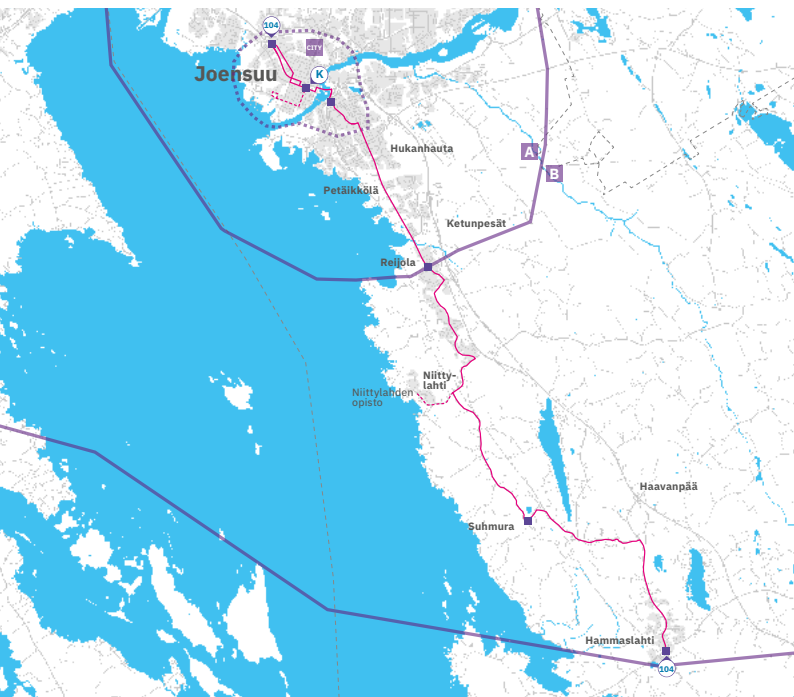 104
CITY
Joensuu
K
Hukanhauta
A
B
Petäikkölä
Ketunpesät
Reijola
Niitty-
lahti
Niittylahden
opisto
Haavanpää
Suhmura
Hammaslahti
104